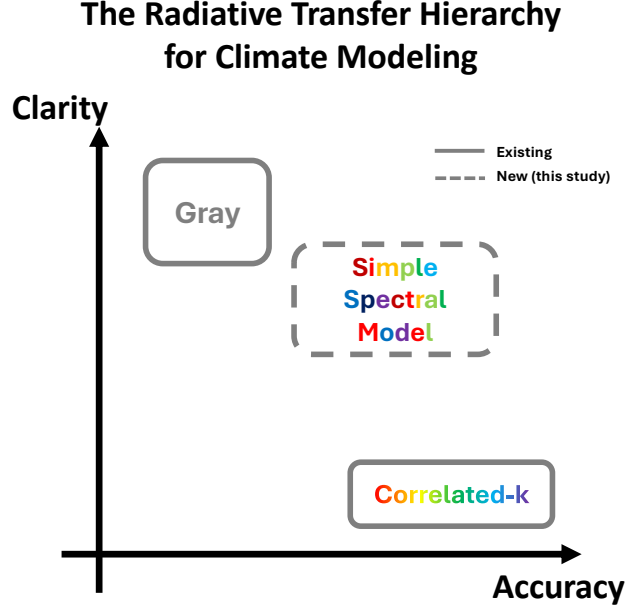 The Radiative Transfer Hierarchy
for Climate Modeling
Clarity
Existing
New (this study)
Gray
Simple
Spectral
Model
Correlated-k
Accuracy